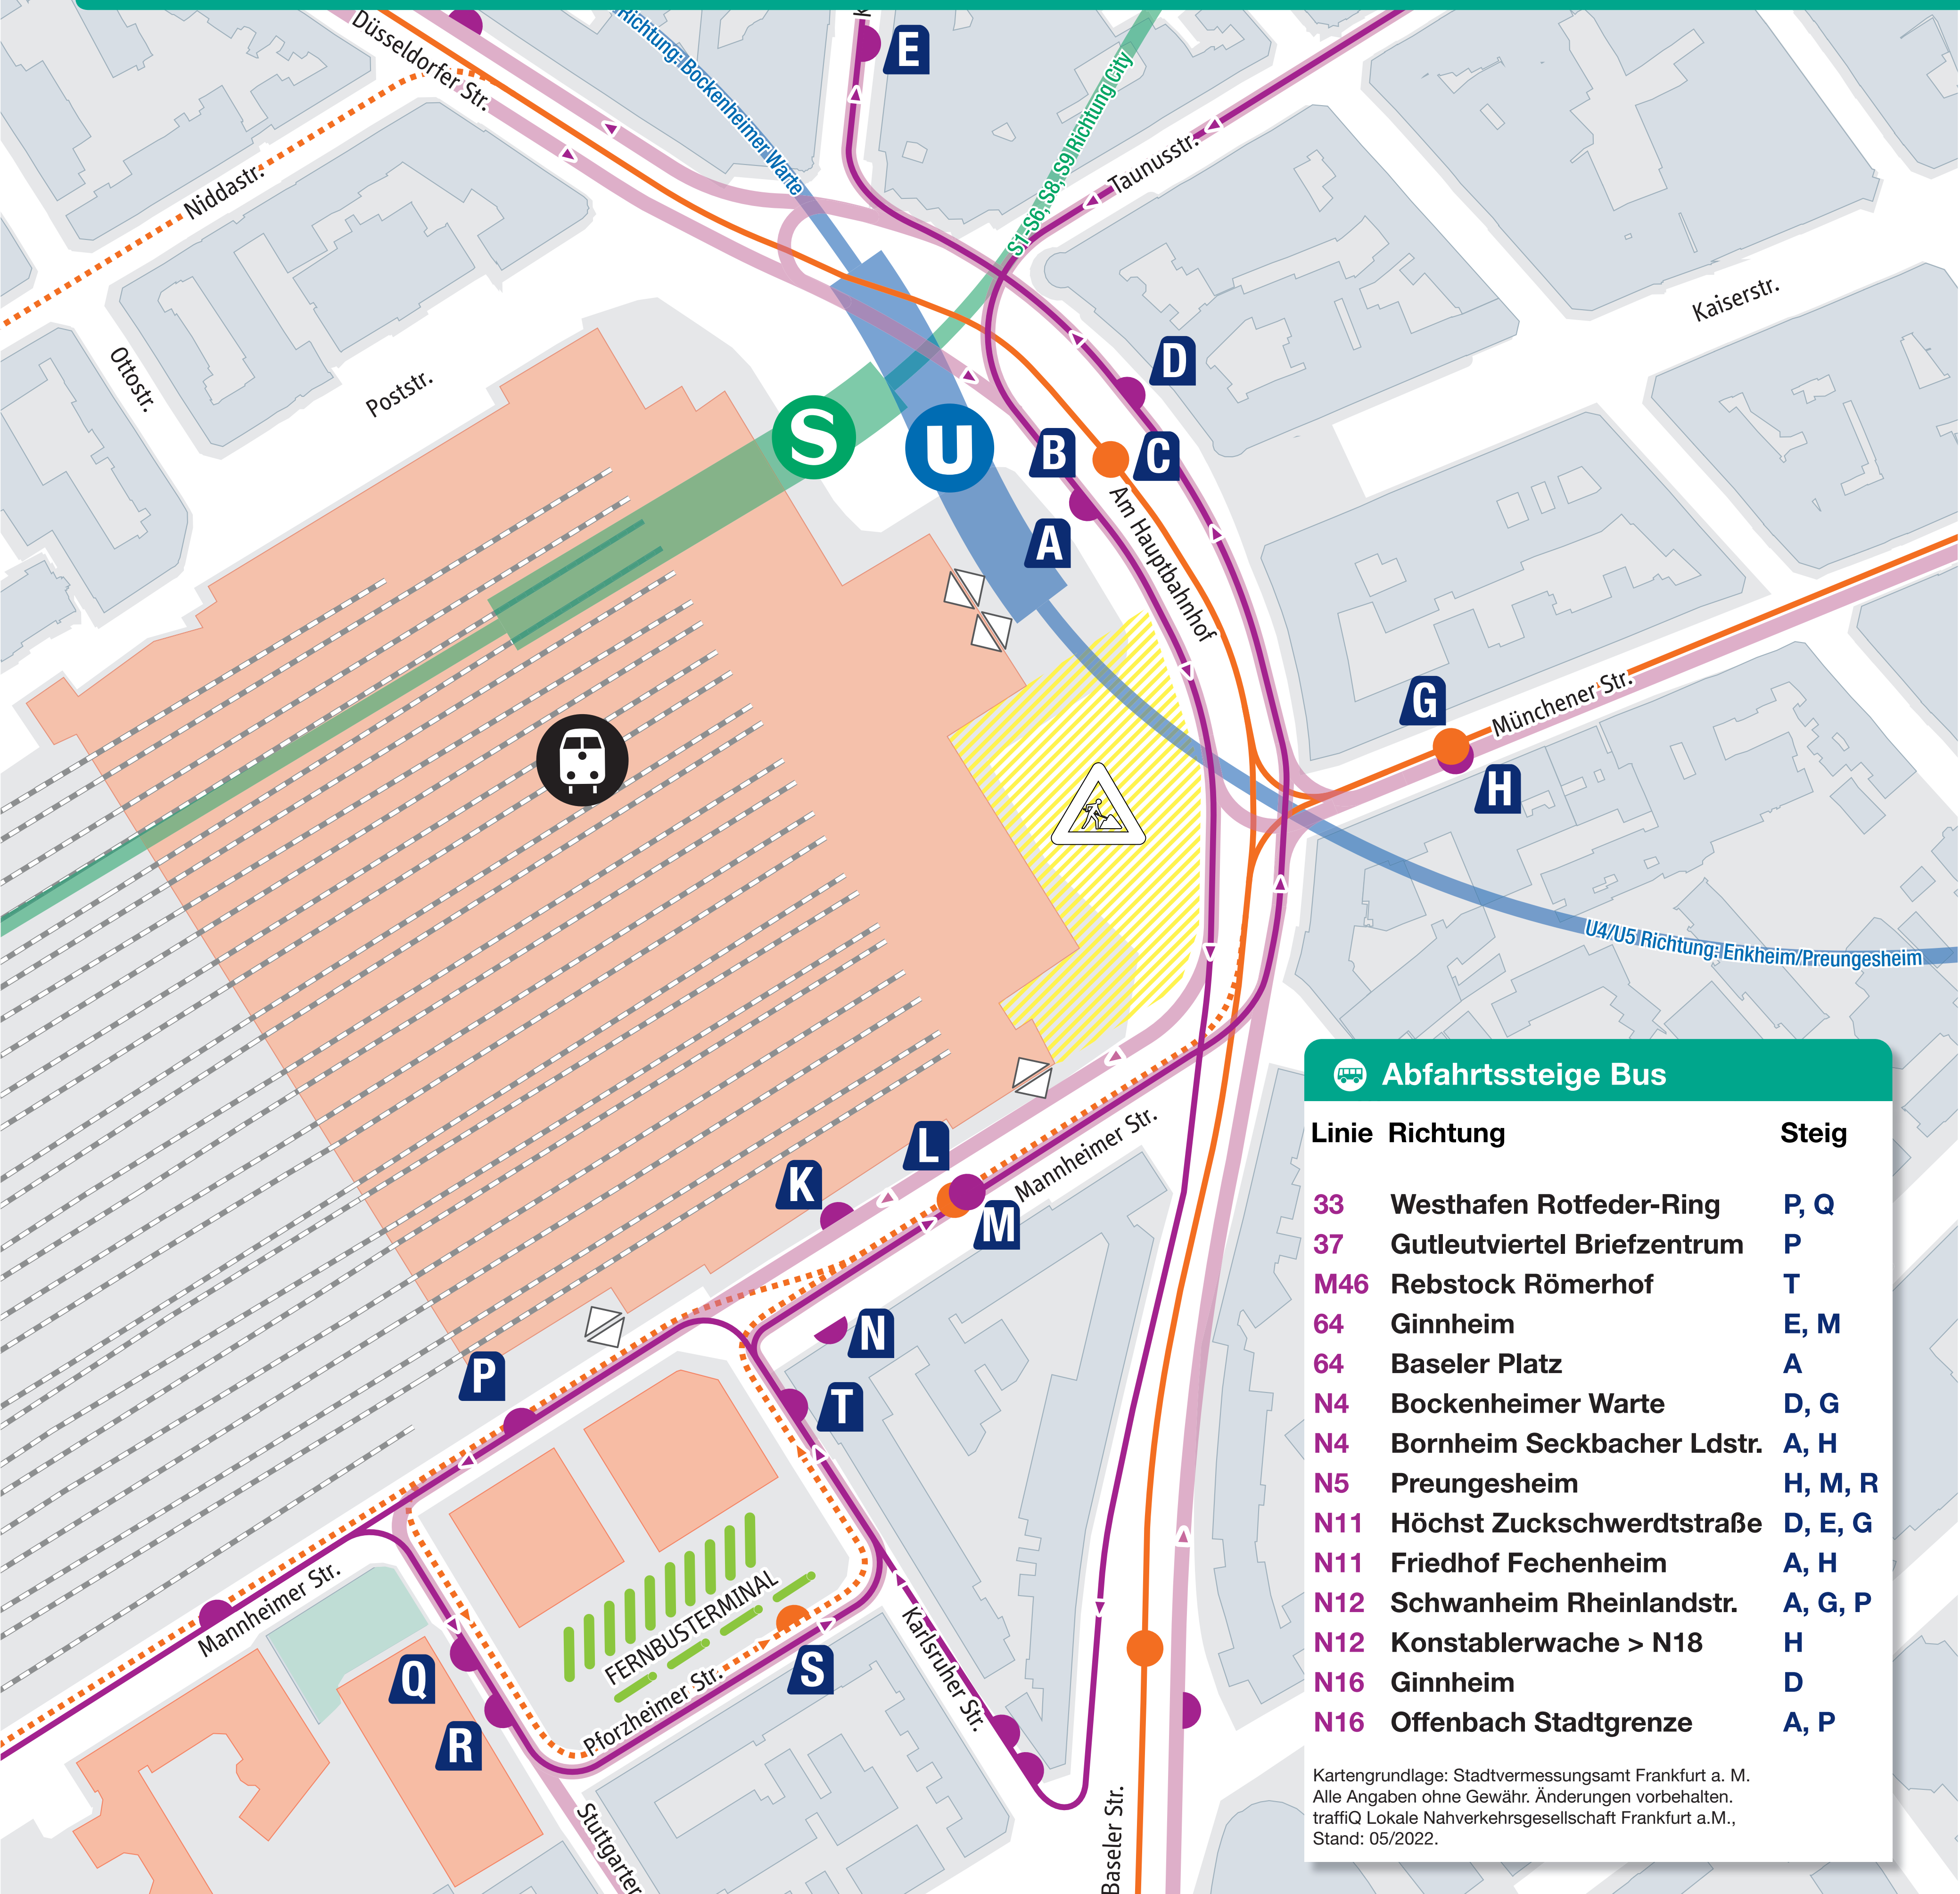 Düsseldorfer Str.
Richtung: Bockenheimer Warte
E
S1-S6, S8, S9 Richtung City
Taunusstr.
Niddastr.
Kaiserstr.
Ottostr.
Poststr.
D
S
U
B
C
A
Am Hauptbahnhof
G
Münchener Str.
H
U4/U5 Richtung: Enkheim/Preungesheim
L
K
M
Mannheimer Str.
N
P
T
Mannheimer Str.
FERNBUSTERMINAL
Q
S
R
Pforzheimer Str.
Karlsruher Str.
Stuttgarter
Baseler Str.
Abfahrtssteige Bus
Linie Richtung Steig
33 Westhafen Rotfeder-Ring P, Q
37 Gutleutviertel Briefzentrum P
M46 Rebstock Römerhof T
64 Ginnheim E, M
64 Baseler Platz A
N4 Bockenheimer Warte D, G
N4 Bornheim Seckbacher Ldstr. A, H
N5 Preungesheim H, M, R
N11 Höchst Zuckschwerdtstraße D, E, G
N11 Friedhof Fechenheim A, H
N12 Schwanheim Rheinlandstr. A, G, P
N12 Konstablerwache > N18 H
N16 Ginnheim D
N16 Offenbach Stadtgrenze A, P
Kartengrundlage: Stadtvermessungsamt Frankfurt a. M.
Alle Angaben ohne Gewähr. Änderungen vorbehalten.
traffiQ Lokale Nahverkehrsgesellschaft Frankfurt a.M.,
Stand: 05/2022.